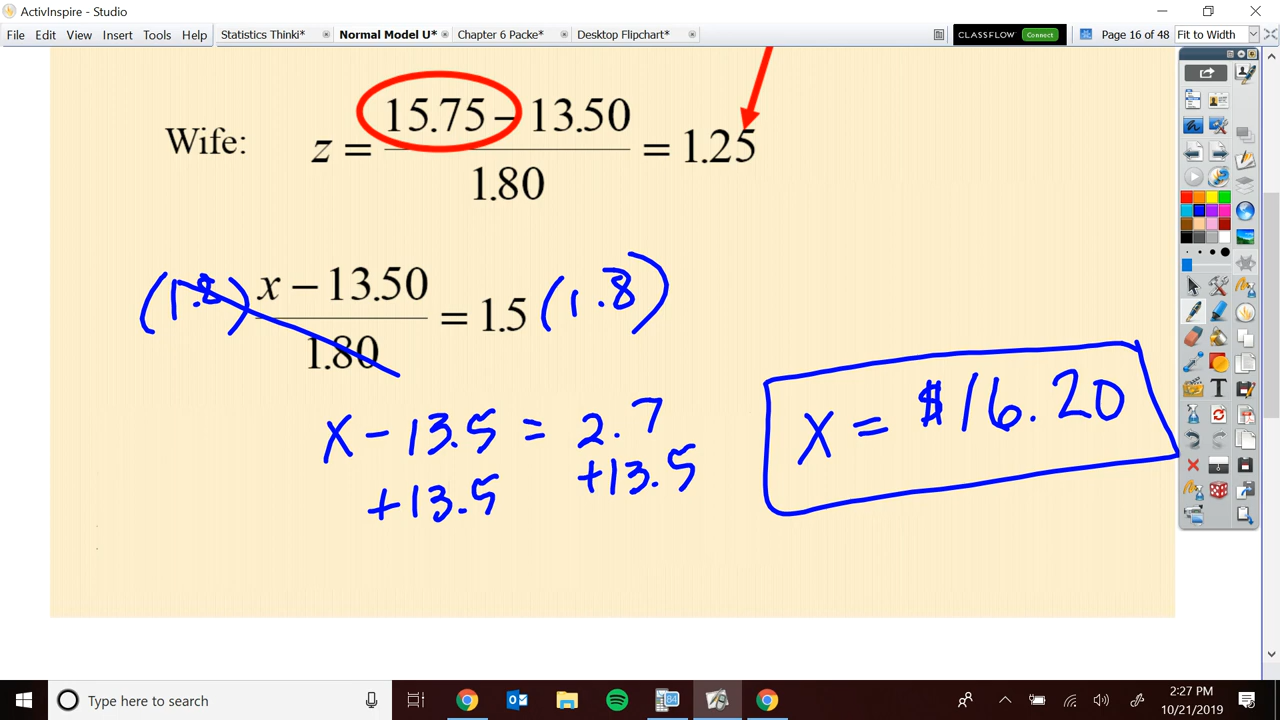 ActivInspire - Studio
File Edit View Insert Tools Help Statistics Thinki* Normal Model U* Chapter 6 Packe* Desktop Flipchart* CLASSFLOW Connect Page 16 of 48 Fit to Width
Wife: z = 15.75 – 13.50 / 1.80 = 1.25
(1.8) x – 13.50 / 1.80 = 1.5 (1.8)
x - 13.5 = 2.7
+13.5 +13.5
x = $16.20
Type here to search
2:27 PM
10/21/2019